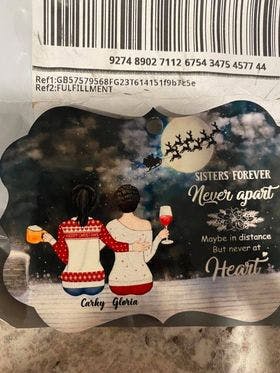 9274 8902 7112 6754 3475 4577 44
Ref1:GB57579568FG23T614151f9b7c5e
Ref2:FULFILLMENT
SISTERS FOREVER
Never apart
Maybe in distance
But never at
Heart
Carky Gloria